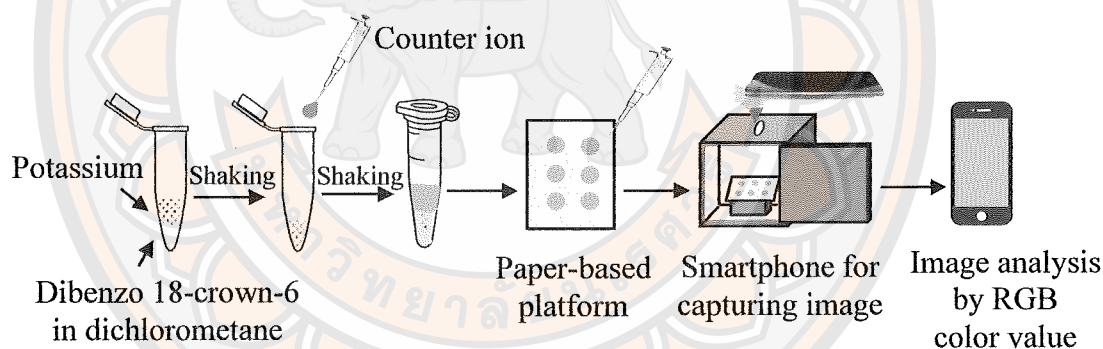 Counter ion
Potassium
Shaking
Shaking
Dibenzo 18-crown-6
in dichlorometane
Paper-based
platform
Smartphone for
capturing image
Image analysis
by RGB
color value